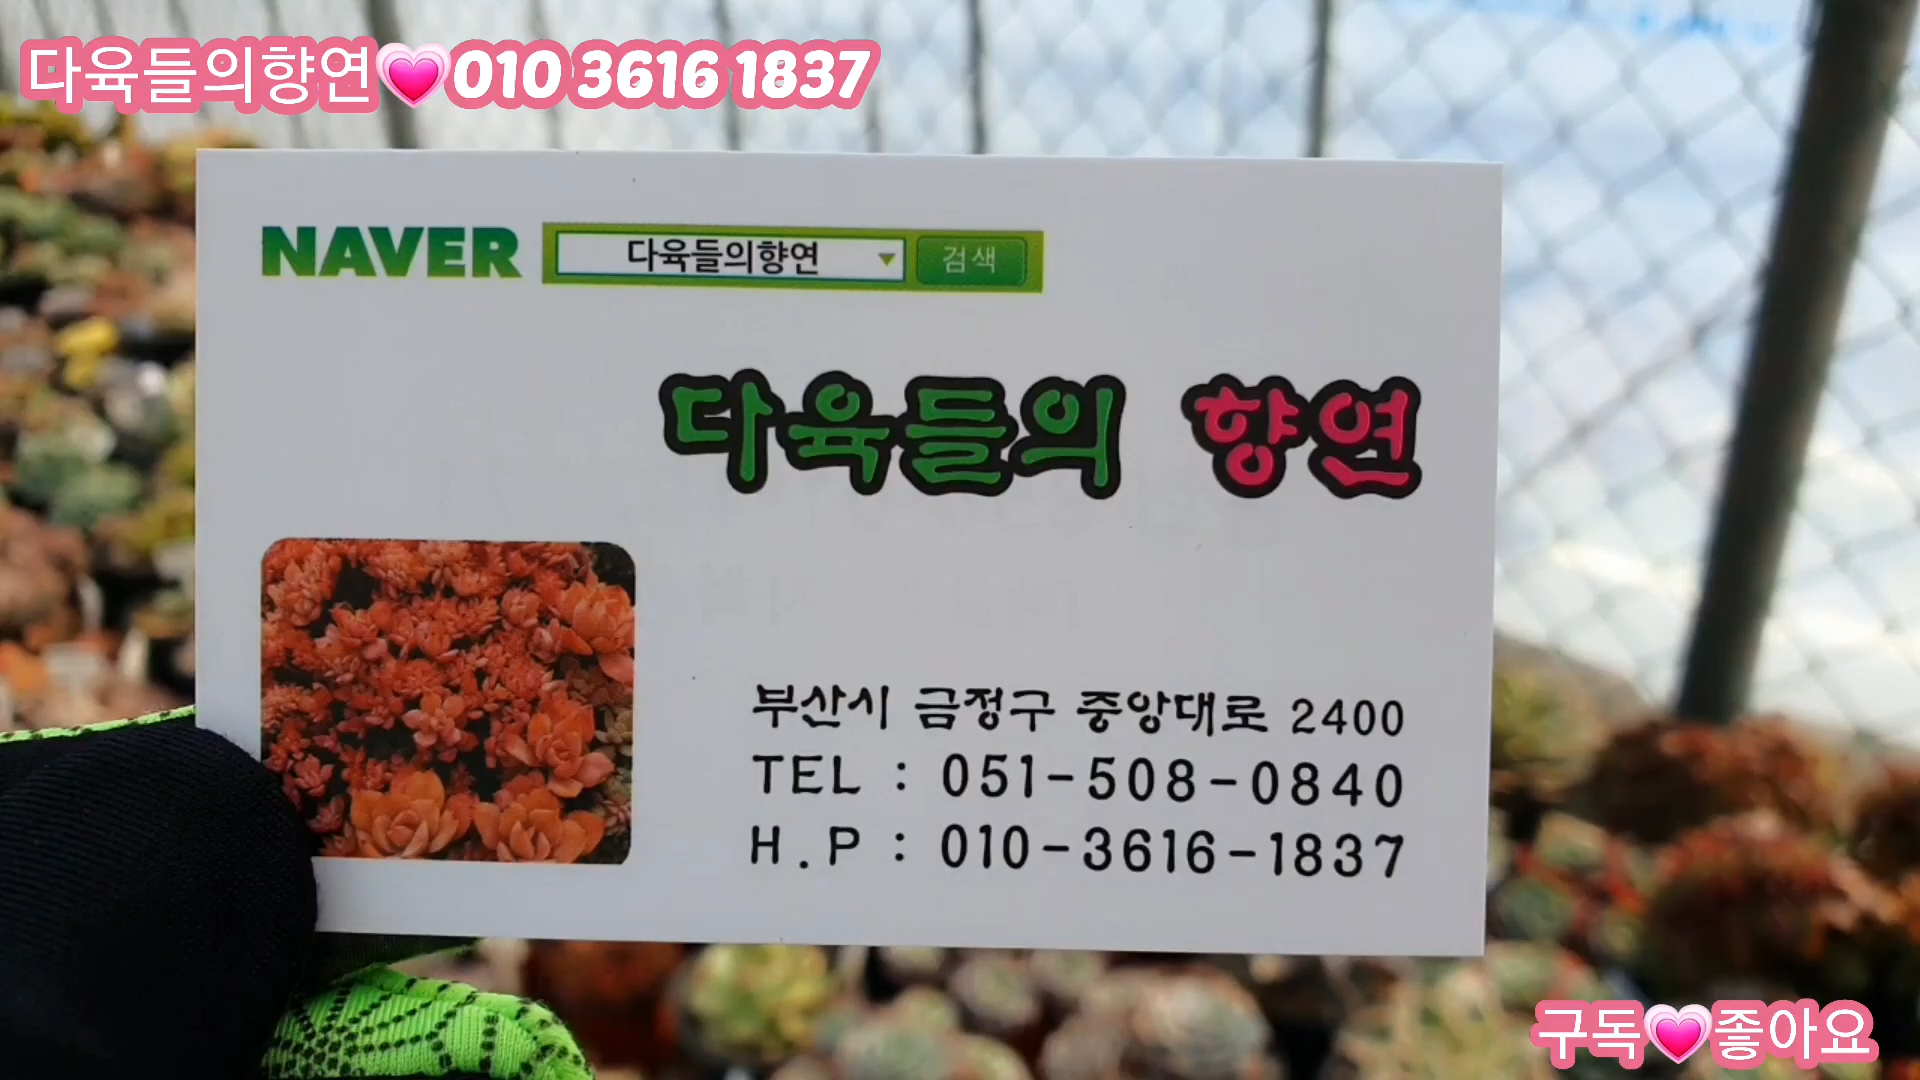 다육들의향연💗010 3616 1837
NAVER 다육들의향연 검색
다육들의 향연
부산시 금정구 중앙대로 2400
TEL : 051-508-0840
H.P : 010-3616-1837
구독💗좋아요